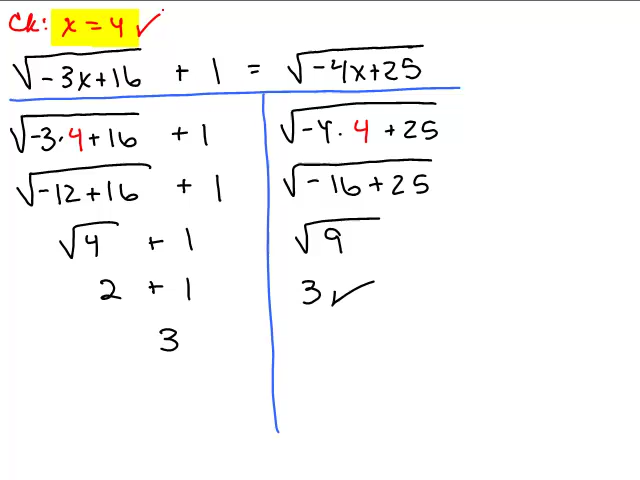 Ck: x = 4 ✓
√(-3x+16) + 1 = √(-4x+25)
√(-3·4+16) + 1 √(-4·4+25)
√(-12+16) + 1 √(-16+25)
√4 + 1 √9
2 + 1 3 ✓
3